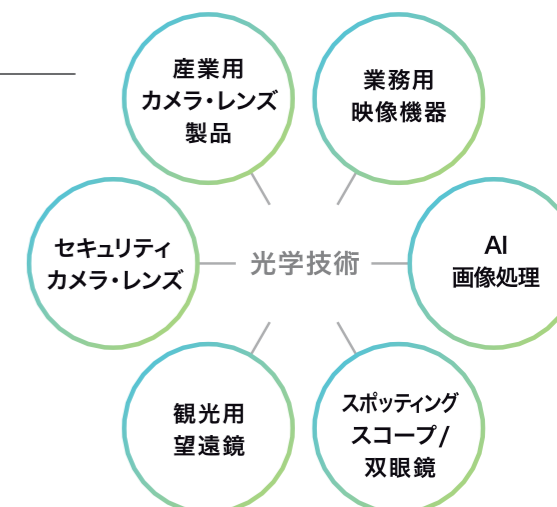 産業用
カメラ・レンズ
製品
業務用
映像機器
セキュリティ
カメラ・レンズ
光学技術
AI
画像処理
観光用
望遠鏡
スポッティング
スコープ/
双眼鏡